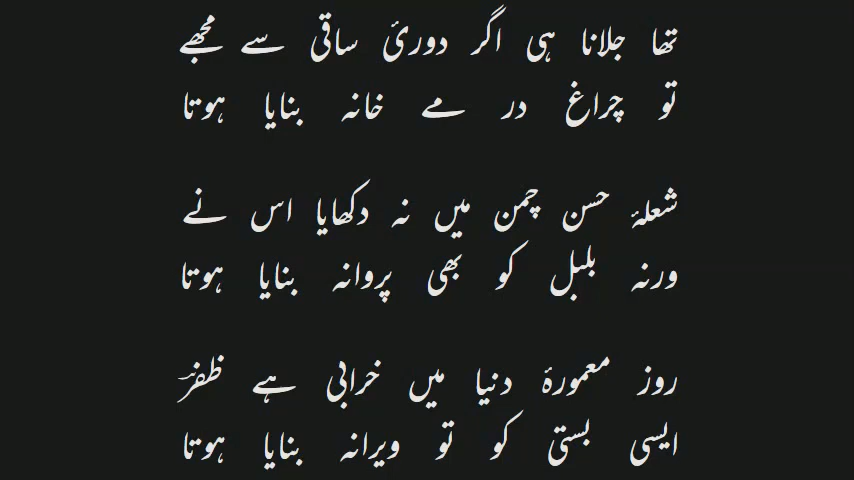 تھا جلانا ہی اگر دوریٔ ساقی سے مجھے
تو چراغ در مے خانہ بنایا ہوتا
شعلۂ حسن چمن میں نہ دکھایا اس نے
ورنہ بلبل کو بھی پروانہ بنایا ہوتا
روز معمورۂ دنیا میں خرابی ہے ظفرؔ
ایسی بستی کو تو ویرانہ بنایا ہوتا